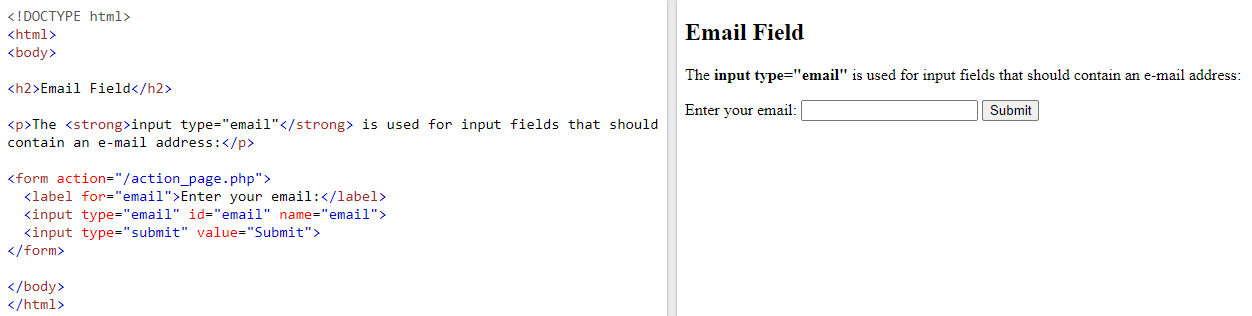 <!DOCTYPE html>
<html>
<body>
<h2>Email Field</h2>
<p>The <strong>input type="email"</strong> is used for input fields that should
contain an e-mail address:</p>
<form action="/action_page.php">
  <label for="email">Enter your email:</label>
  <input type="email" id="email" name="email">
  <input type="submit" value="Submit">
</form>
</body>
</html>
Email Field
The input type="email" is used for input fields that should contain an e-mail address:
Enter your email: Submit